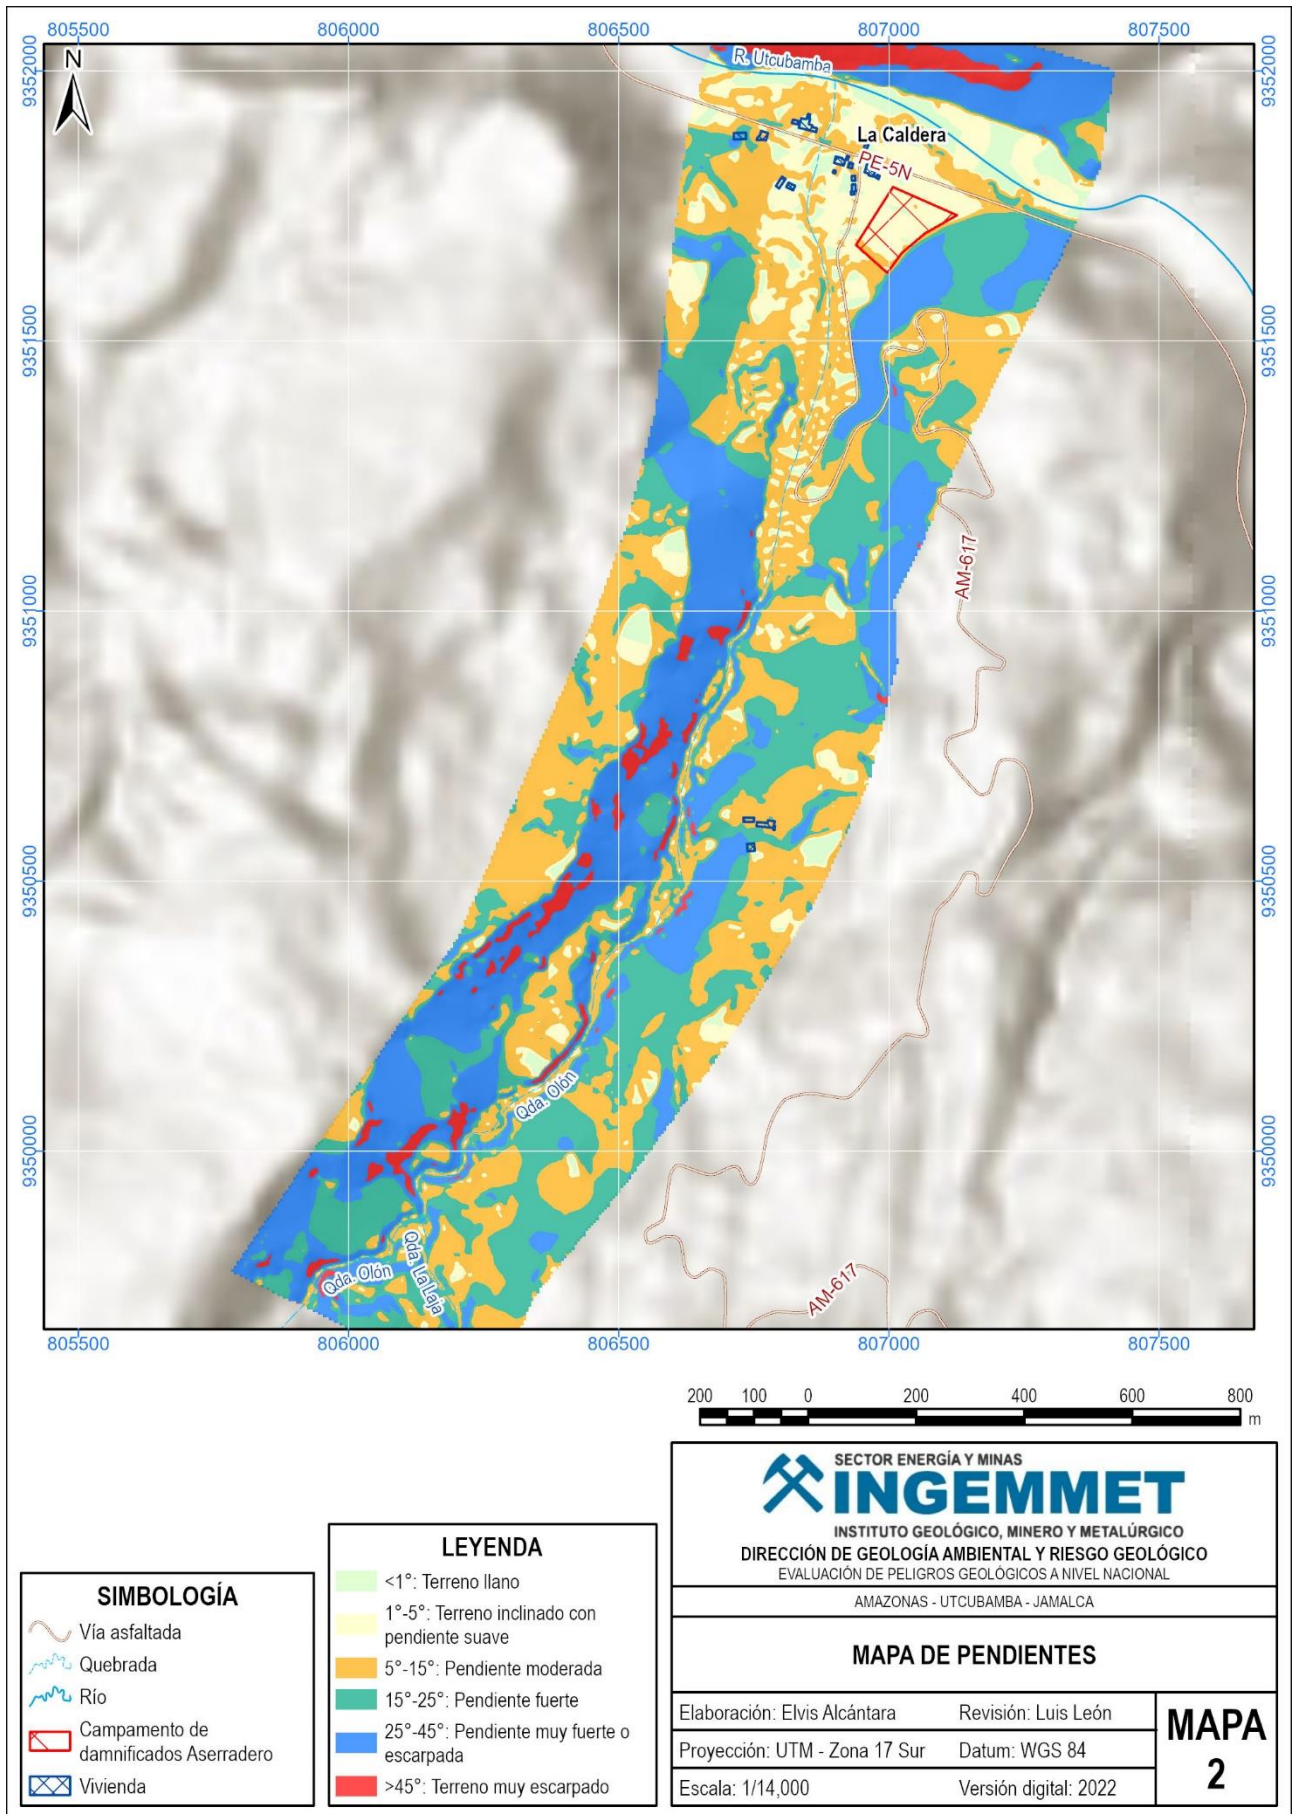 805500
806000
806500
807000
807500
N
9352000
9352000
R. Utcubamba
La Caldera
PE-5N
9351500
9351500
AM-617
9351000
9351000
9350500
9350500
Qda. Olón
9350000
9350000
Qda. Olón
Qda. La Laja
AM-617
805500
806000
806500
807000
807500
200 100 0 200 400 600 800
m
SIMBOLOGÍA
Vía asfaltada
Quebrada
Río
Campamento de
damnificados Aserradero
Vivienda
LEYENDA
<1°: Terreno llano
1°-5°: Terreno inclinado con
pendiente suave
5°-15°: Pendiente moderada
15°-25°: Pendiente fuerte
25°-45°: Pendiente muy fuerte o
escarpada
>45°: Terreno muy escarpado
SECTOR ENERGÍA Y MINAS
INGEMMET
INSTITUTO GEOLÓGICO, MINERO Y METALÚRGICO
DIRECCIÓN DE GEOLOGÍA AMBIENTAL Y RIESGO GEOLÓGICO
EVALUACIÓN DE PELIGROS GEOLÓGICOS A NIVEL NACIONAL
AMAZONAS - UTCUBAMBA - JAMALCA
MAPA DE PENDIENTES
Elaboración: Elvis Alcántara
Revisión: Luis León
Proyección: UTM - Zona 17 Sur
Datum: WGS 84
Escala: 1/14,000
Versión digital: 2022
MAPA
2